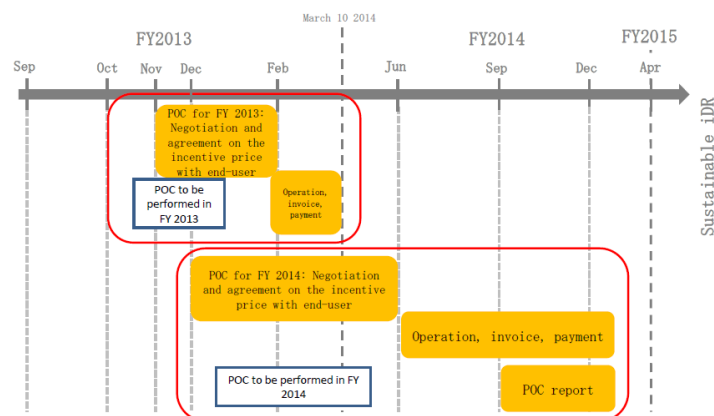 March 10 2014
FY2013
FY2014
FY2015
Sep
Oct
Nov
Dec
Feb
Jun
Sep
Dec
Apr
Sustainable iDR
POC for FY 2013:
Negotiation and
agreement on the
incentive price
with end-user
POC to be
performed in
FY 2013
Operation,
invoice,
payment
POC for FY 2014: Negotiation
and agreement on the incentive
price with end-user
Operation, invoice, payment
POC to be performed in FY
2014
POC report